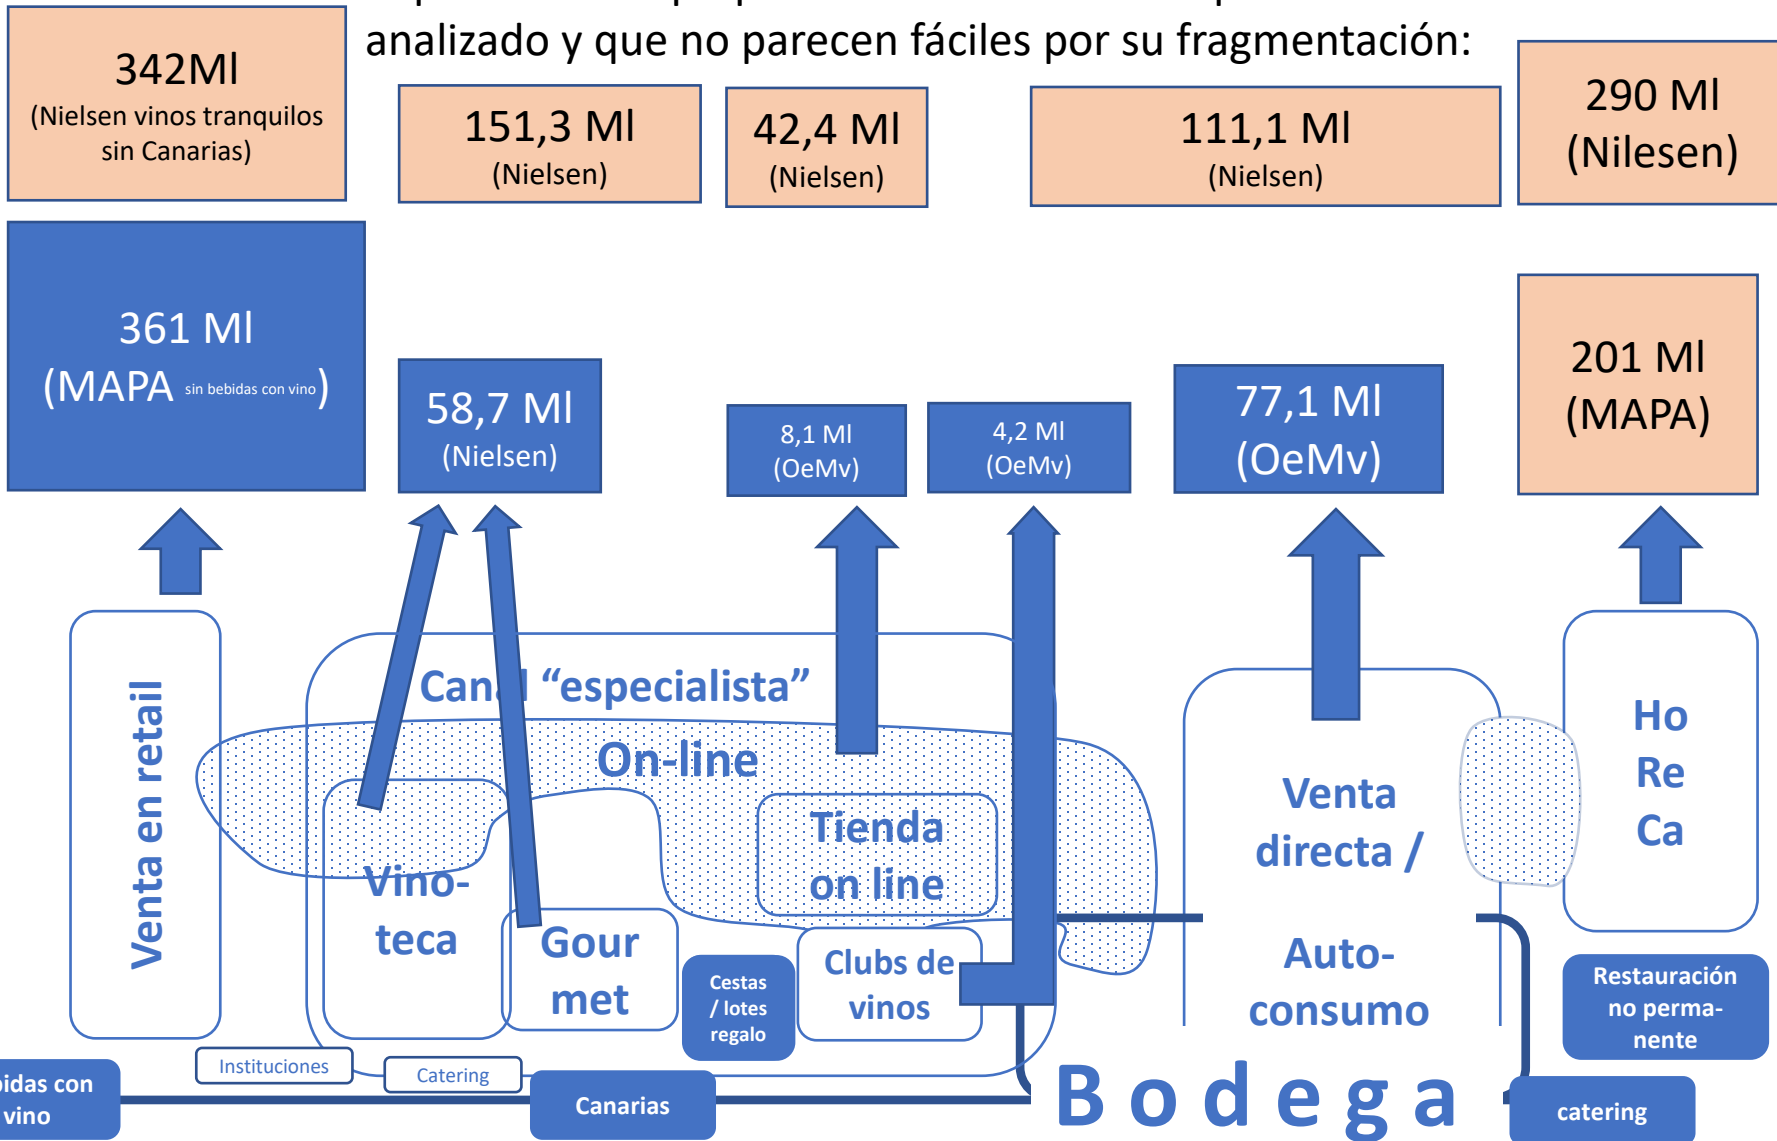 analizado y que no parecen fáciles por su fragmentación:
342Ml
(Nielsen vinos tranquilos
sin Canarias)
151,3 Ml
(Nielsen)
42,4 Ml
(Nielsen)
111,1 Ml
(Nielsen)
290 Ml
(Nilesen)
361 Ml
(MAPA sin bebidas con vino)
58,7 Ml
(Nielsen)
8,1 Ml
(OeMv)
4,2 Ml
(OeMv)
77,1 Ml
(OeMv)
201 Ml
(MAPA)
Venta en retail
Canal “especialista”
On-line
Vino-
teca
Gour
met
Tienda
on line
Clubs de
vinos
Cestas
/ lotes
regalo
Venta
directa /
Auto-
consumo
Ho
Re
Ca
Restauración
no perma-
nente
Instituciones
Catering
con
vino
Canarias
Bodega
catering